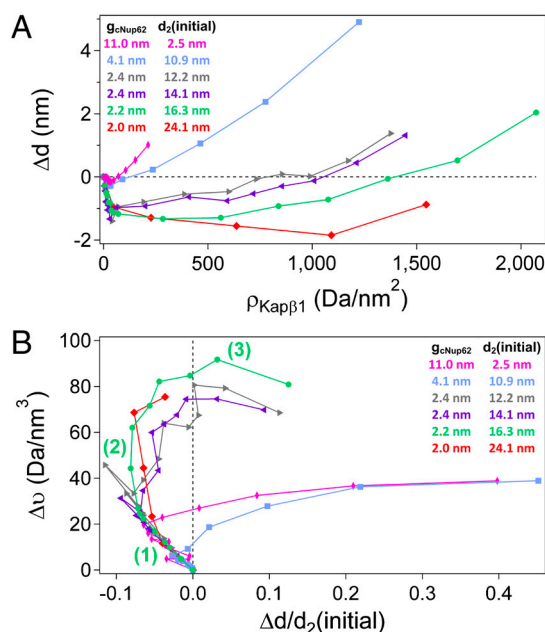 A
g_cNup62 d₂(initial)
11.0 nm 2.5 nm
4.1 nm 10.9 nm
2.4 nm 12.2 nm
2.4 nm 14.1 nm
2.2 nm 16.3 nm
2.0 nm 24.1 nm
4
2
0
-2
Δd (nm)
0 500 1,000 1,500 2,000
ρ_Kapβ1 (Da/nm²)
B
(3)
(2)
(1)
g_cNup62 d₂(initial)
11.0 nm 2.5 nm
4.1 nm 10.9 nm
2.4 nm 12.2 nm
2.4 nm 14.1 nm
2.2 nm 16.3 nm
2.0 nm 24.1 nm
100
80
60
40
20
0
Δυ (Da/nm³)
-0.1 0.0 0.1 0.2 0.3 0.4
Δd/d₂(initial)